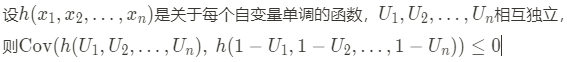 设h(x₁, x₂, …, xₙ)是关于每个自变量单调的函数，U₁, U₂, …, Uₙ相互独立，
则Cov(h(U₁, U₂, …, Uₙ), h(1 − U₁, 1 − U₂, …, 1 − Uₙ)) ≤ 0